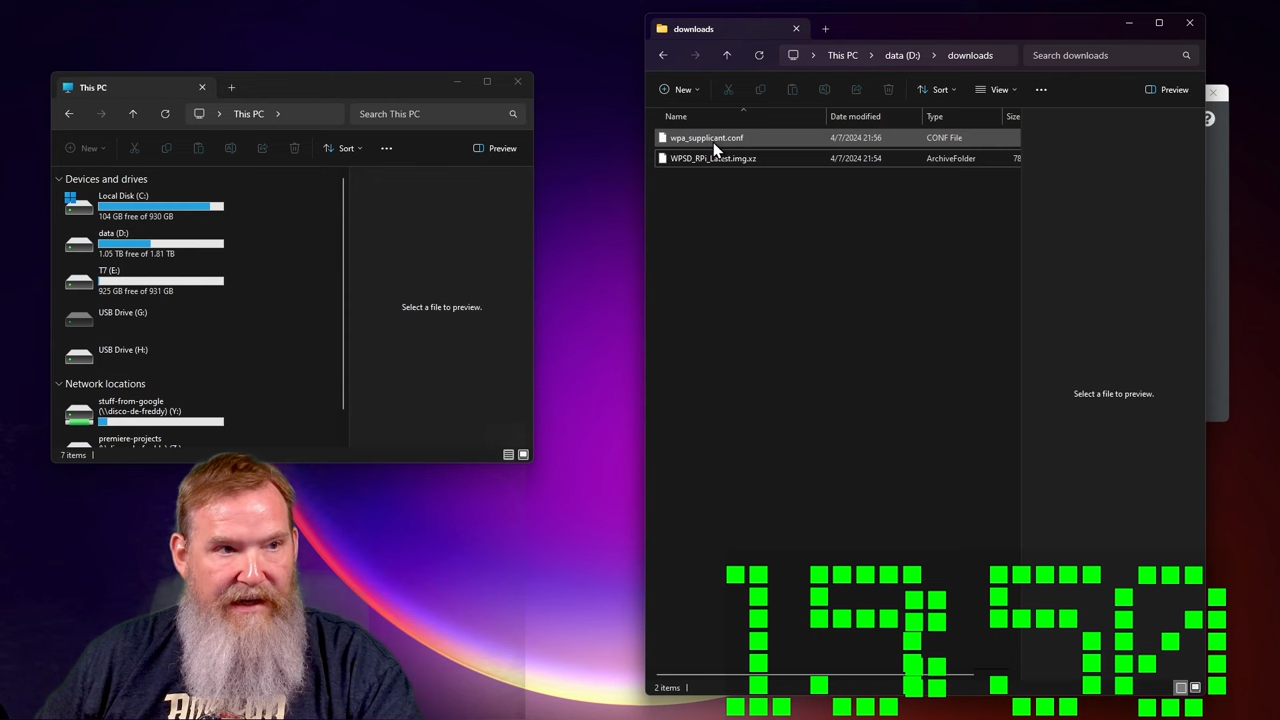 This PC
This PC
Search This PC
New
Sort
Preview
Devices and drives
Local Disk (C:)
104 GB free of 930 GB
data (D:)
1.05 TB free of 1.81 TB
T7 (E:)
925 GB free of 931 GB
USB Drive (G:)
USB Drive (H:)
Network locations
stuff-from-google
(\\disco-de-freddy) (Y:)
premiere-projects
Select a file to preview.
7 items
downloads
This PC
data (D:)
downloads
Search downloads
New
Sort
View
Preview
Name Date modified Type Size
wpa_supplicant.conf 4/7/2024 21:56 CONF File
WPSD_RPi_Latest.img.xz 4/7/2024 21:54 ArchiveFolder 78
Select a file to preview.
2 items